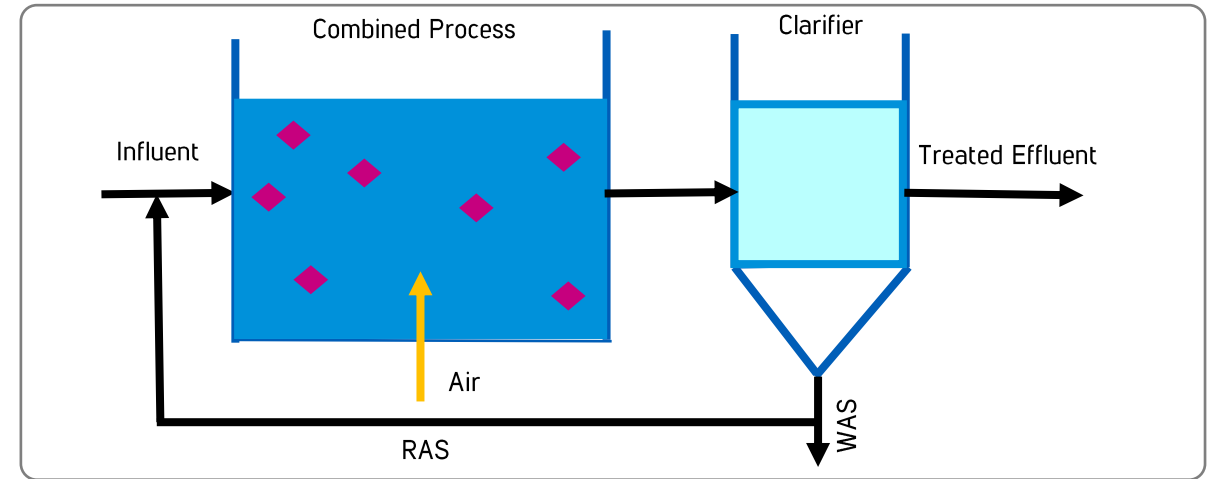 Combined Process
Clarifier
Influent
Treated Effluent
Air
RAS
WAS